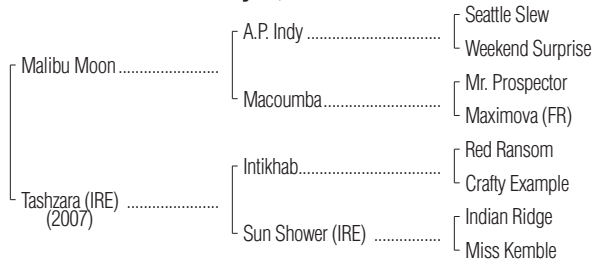 Seattle Slew
A.P. Indy ........................
Weekend Surprise
Malibu Moon .......................
Mr. Prospector
Macoumba...........................
Maximova (FR)
Red Ransom
Intikhab.................................
Crafty Example
Tashzara (IRE) .....................
(2007)
Indian Ridge
Sun Shower (IRE) ...............
Miss Kemble